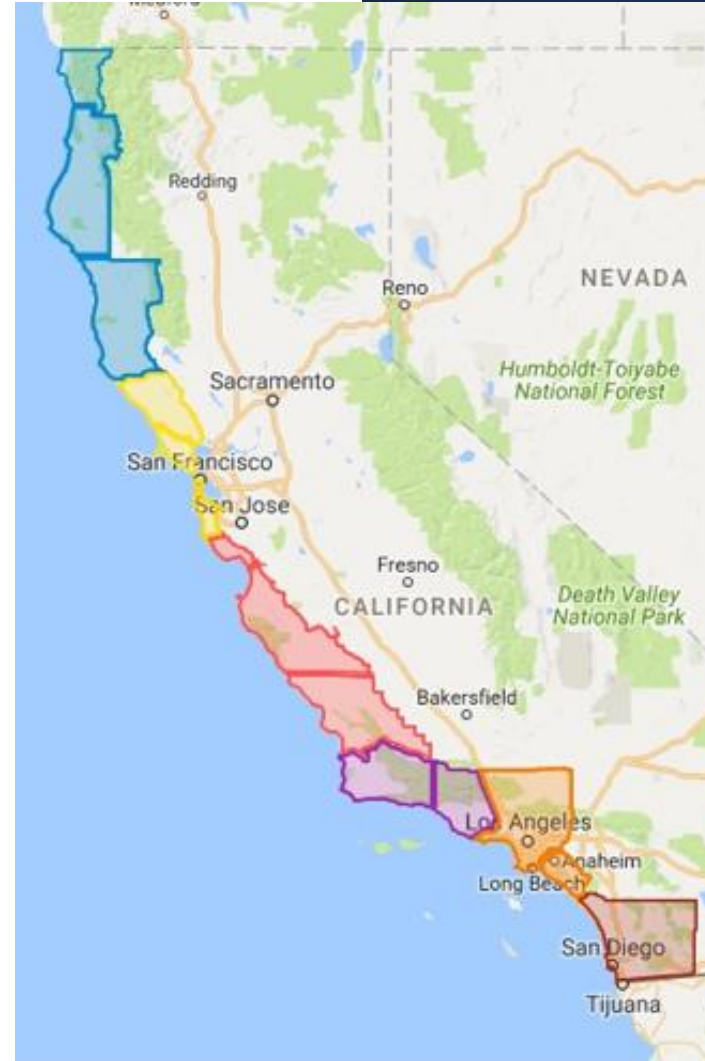 Medford
Redding
Reno
NEVADA
Sacramento
Humboldt-Toiyabe
National Forest
San Francisco
San Jose
Fresno
CALIFORNIA
Death Valley
National Park
Bakersfield
Los Angeles
Anaheim
Long Beach
San Diego
Tijuana